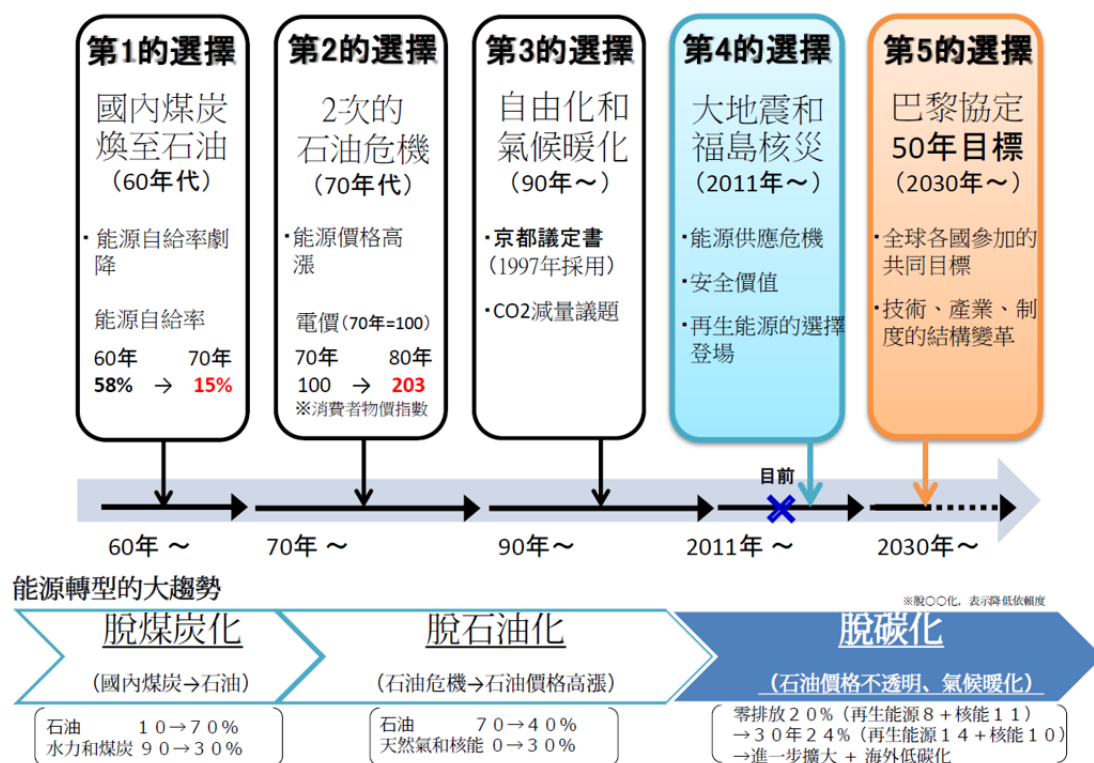 第1的選擇
國內煤炭
煥至石油
(60年代)
・能源自給率劇
降
能源自給率
60年 70年
58% → 15%
第2的選擇
2次的
石油危機
(70年代)
・能源價格高
漲
電價(70年=100)
70年 80年
100 → 203
※消費者物價指數
第3的選擇
自由化和
氣候暖化
(90年～)
・京都議定書
(1997年採用)
・CO2減量議題
第4的選擇
大地震和
福島核災
(2011年～)
・能源供應危機
・安全價值
・再生能源的選擇
登場
第5的選擇
巴黎協定
50年目標
(2030年～)
・全球各國參加的
共同目標
・技術、產業、制
度的結構變革
目前
60年 ～
70年 ～
90年～
2011年 ～
2030年～
能源轉型的大趨勢
※脫〇〇化，表示降低依賴度
脫煤炭化
(國內煤炭→石油)
石油 10→70%
水力和煤炭 90→30%
脫石油化
(石油危機→石油價格高漲)
石油 70→40%
天然氣和核能 0→30%
脫碳化
(石油價格不透明、氣候暖化)
零排放20%(再生能源8+核能11)
→30年24%(再生能源14+核能10)
→進一步擴大 + 海外低碳化